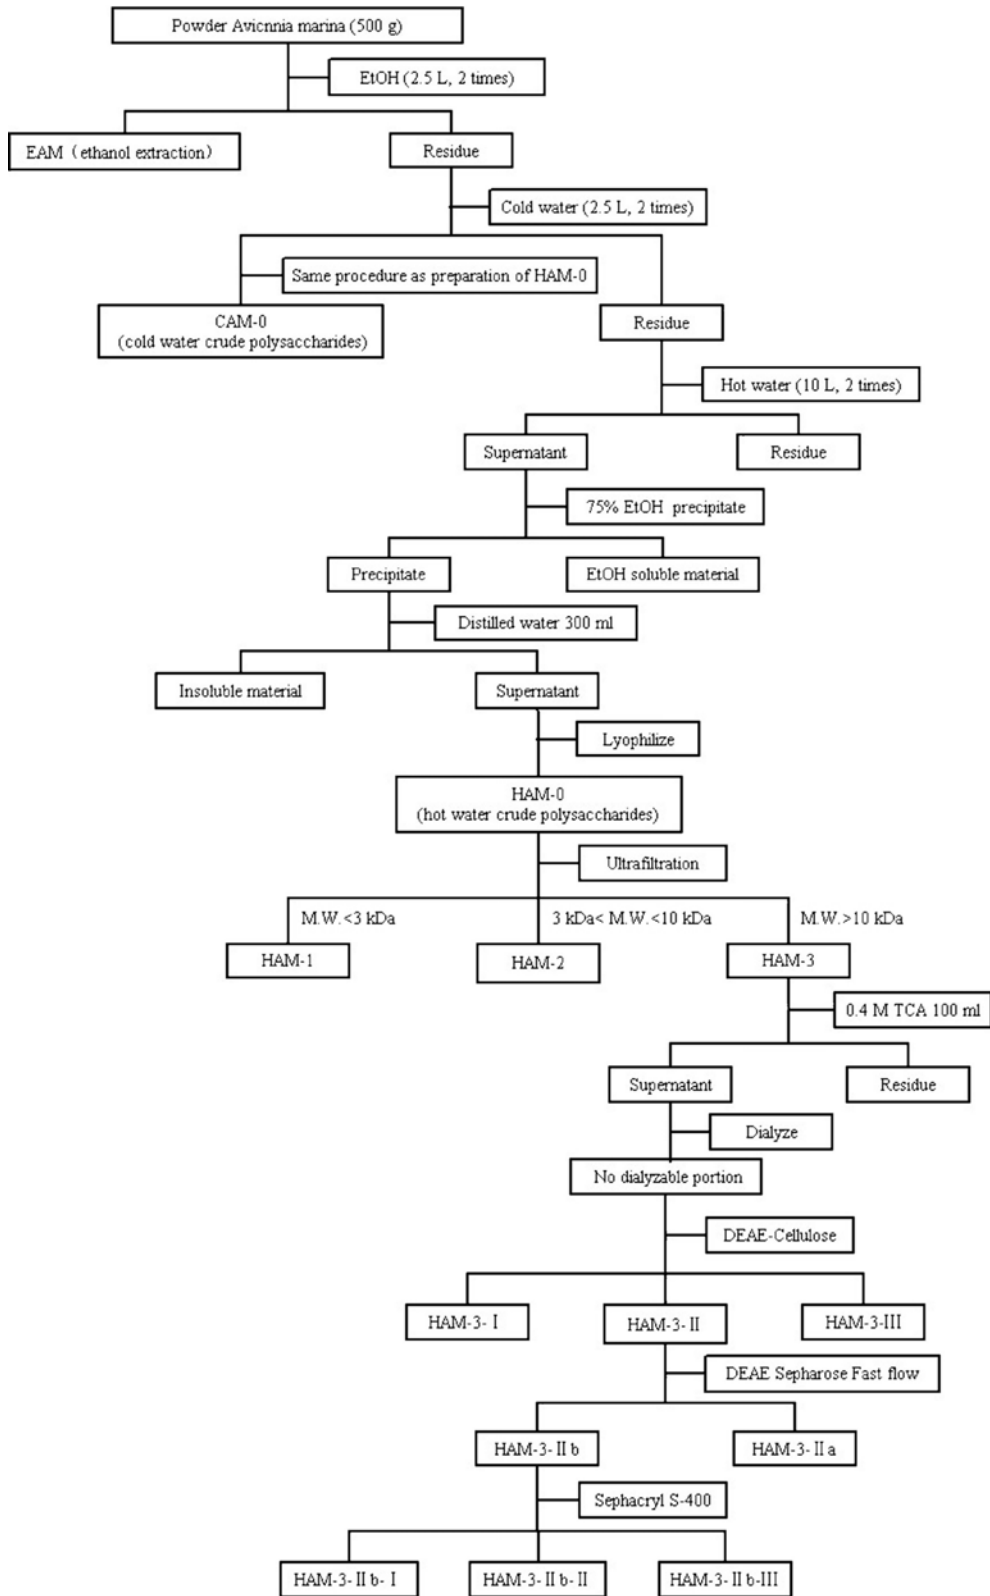 Powder Avicnnia marina (500 g)
EtOH (2.5 L, 2 times)
EAM (ethanol extraction)
Residue
Cold water (2.5 L, 2 times)
Same procedure as preparation of HAM-0
CAM-0
(cold water crude polysaccharides)
Residue
Hot water (10 L, 2 times)
Supernatant
Residue
75% EtOH precipitate
Precipitate
EtOH soluble material
Distilled water 300 ml
Insoluble material
Supernatant
Lyophilize
HAM-0
(hot water crude polysaccharides)
Ultrafiltration
M.W.<3 kDa
3 kDa< M.W.<10 kDa
M.W.>10 kDa
HAM-1
HAM-2
HAM-3
0.4 M TCA 100 ml
Supernatant
Residue
Dialyze
No dialyzable portion
DEAE-Cellulose
HAM-3-Ⅰ
HAM-3-Ⅱ
HAM-3-III
DEAE Sepharose Fast flow
HAM-3-Ⅱb
HAM-3-Ⅱa
Sephacryl S-400
HAM-3-Ⅱb-Ⅰ
HAM-3-Ⅱb-Ⅱ
HAM-3-Ⅱb-III